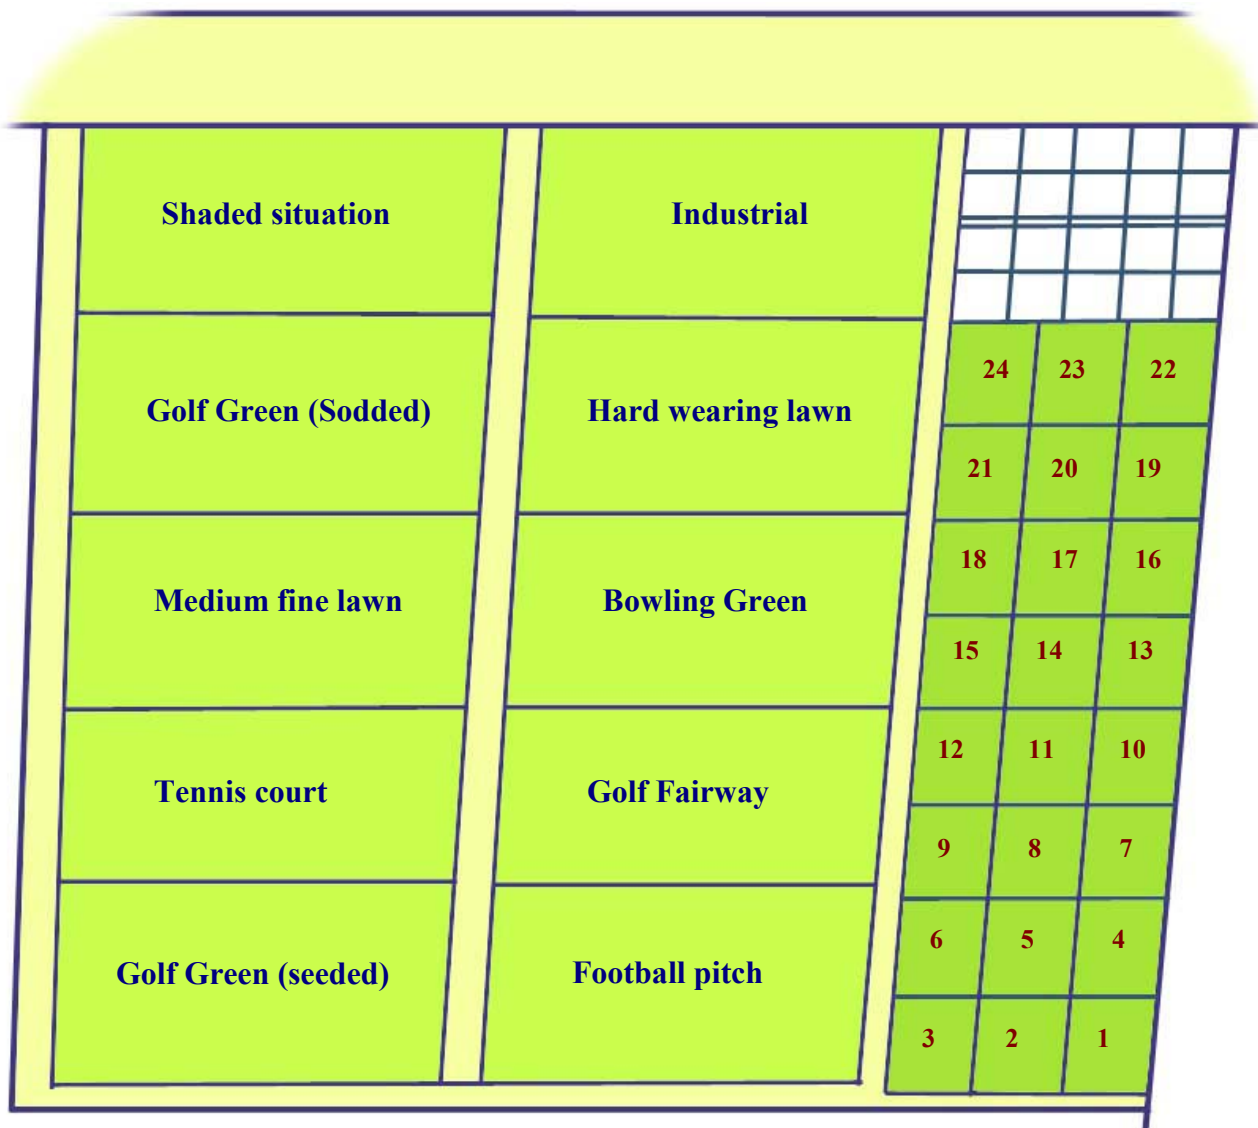 Shaded situation
Industrial
Golf Green (Sodded)
Hard wearing lawn
24 23 22
21 20 19
Medium fine lawn
Bowling Green
18 17 16
15 14 13
Tennis court
Golf Fairway
12 11 10
9 8 7
Golf Green (seeded)
Football pitch
6 5 4
3 2 1